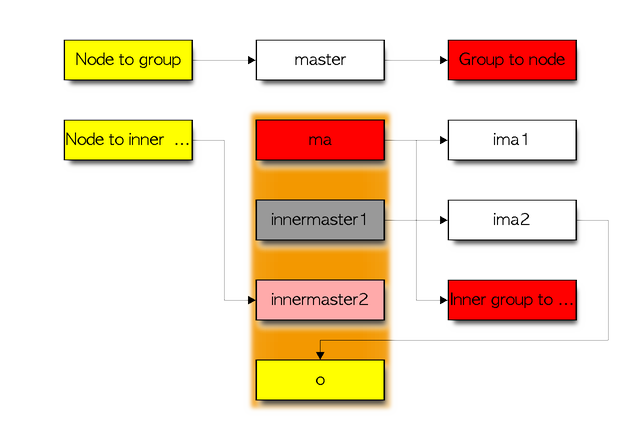 Node to group
master
Group to node
Node to inner ...
ma
ima1
innermaster1
ima2
innermaster2
Inner group to ...
o